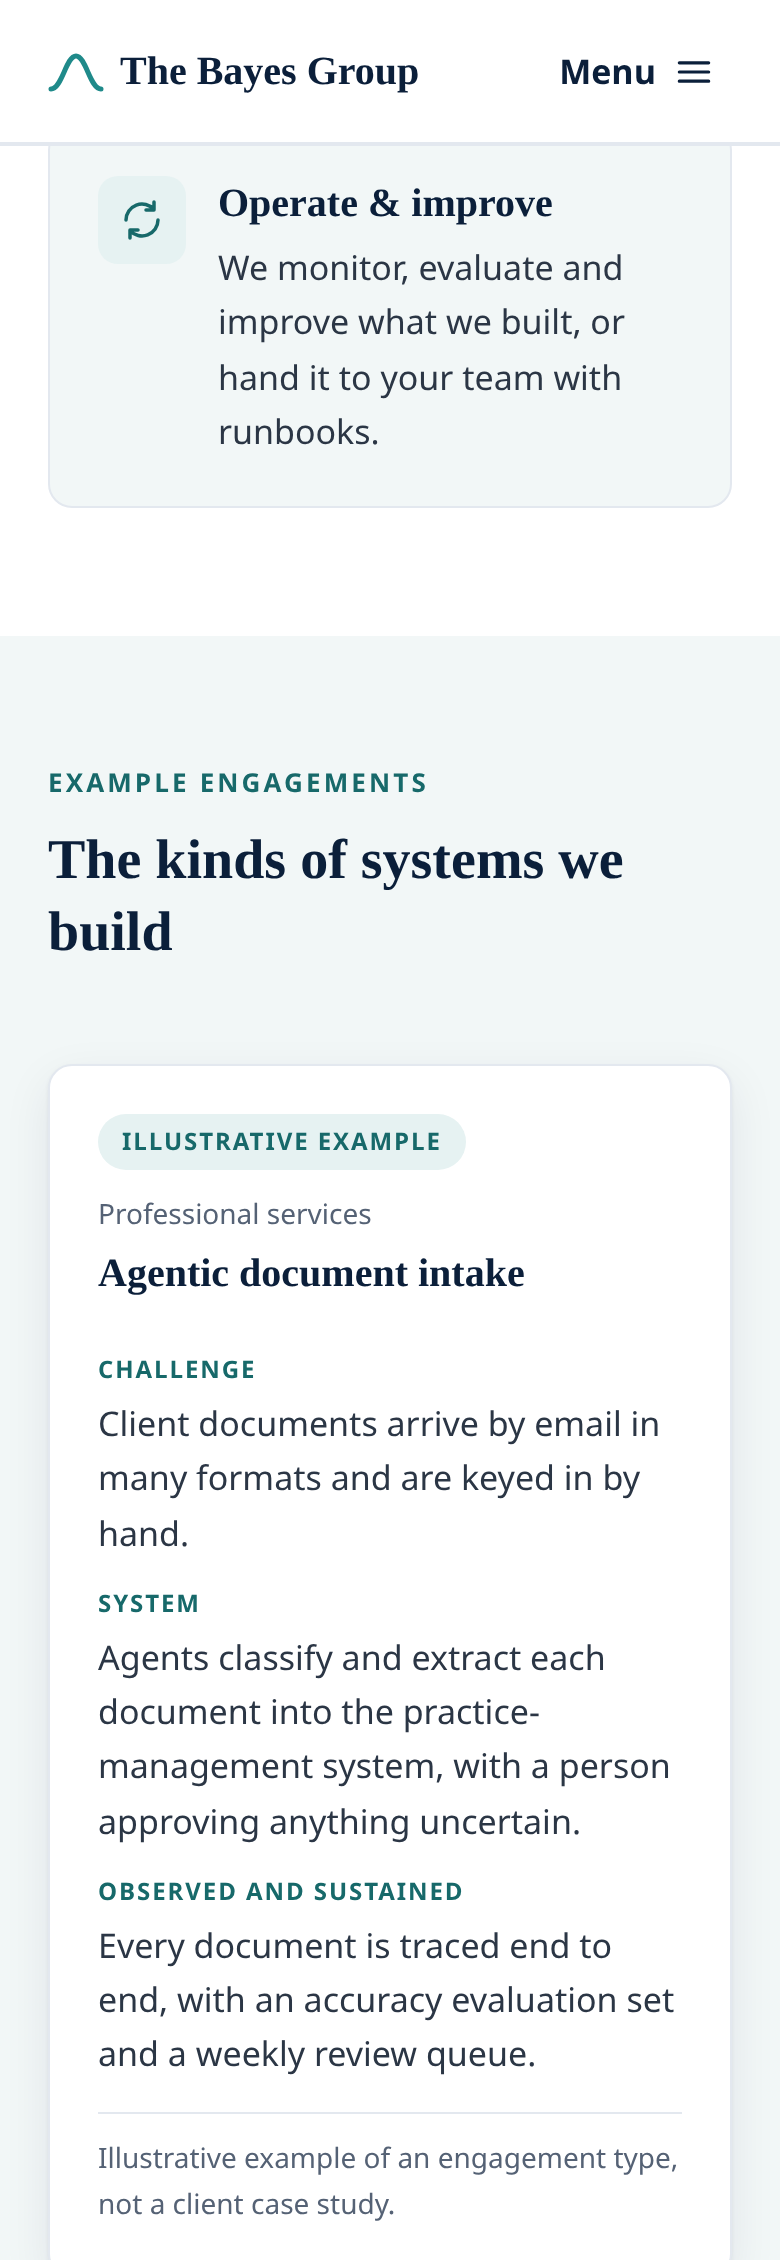 The Bayes Group
Menu
Operate & improve
We monitor, evaluate and
improve what we built, or
hand it to your team with
runbooks.
EXAMPLE ENGAGEMENTS
The kinds of systems we
build
ILLUSTRATIVE EXAMPLE
Professional services
Agentic document intake
CHALLENGE
Client documents arrive by email in
many formats and are keyed in by
hand.
SYSTEM
Agents classify and extract each
document into the practice-
management system, with a person
approving anything uncertain.
OBSERVED AND SUSTAINED
Every document is traced end to
end, with an accuracy evaluation set
and a weekly review queue.
Illustrative example of an engagement type,
not a client case study.